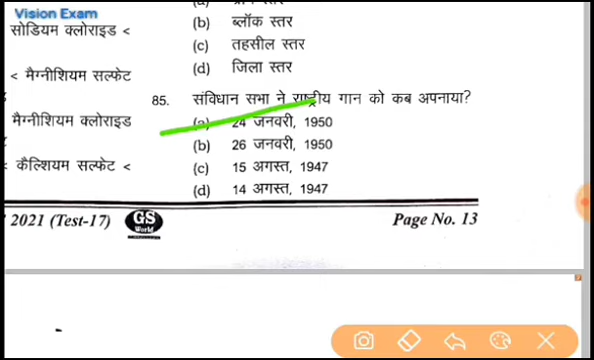 Vision Exam
सोडियम क्लोराइड <
< मैग्नीशियम सल्फेट
मैग्नीशियम क्लोराइड
कैल्शियम सल्फेट <
(b) ब्लॉक स्तर
(c) तहसील स्तर
(d) जिला स्तर
85. संविधान सभा ने राष्ट्रीय गान को कब अपनाया?
(a) 24 जनवरी, 1950
(b) 26 जनवरी, 1950
(c) 15 अगस्त, 1947
(d) 14 अगस्त, 1947
2021 (Test-17) GS World Page No. 13